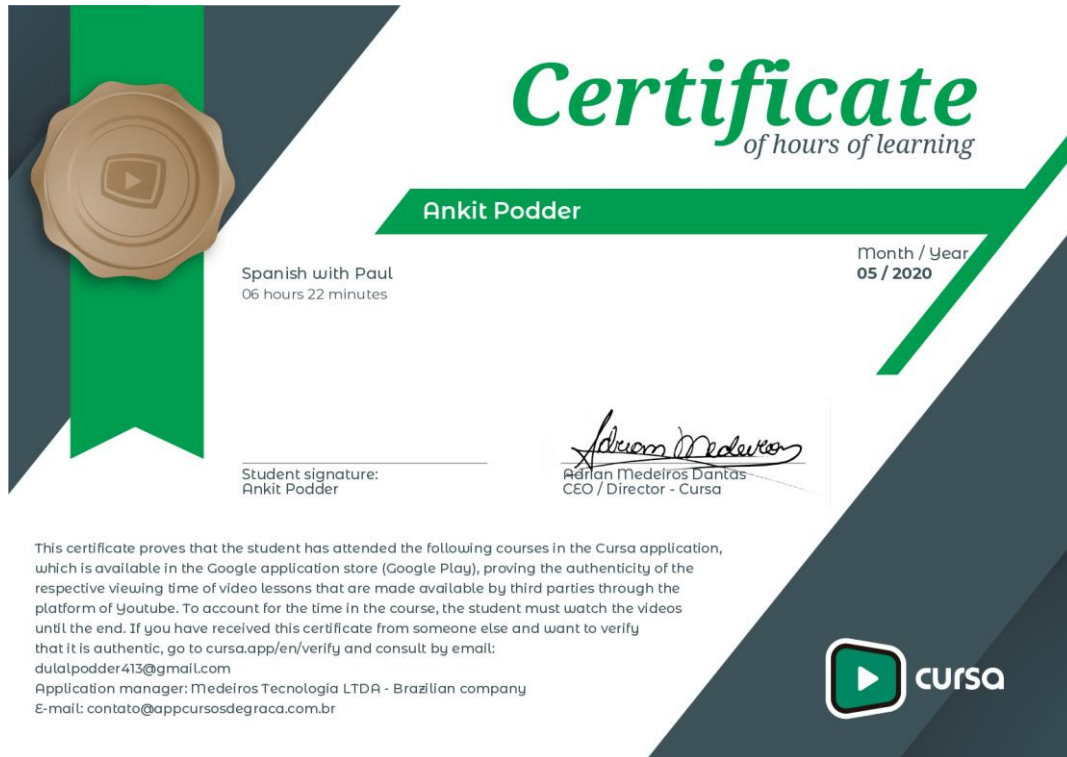 Certificate
of hours of learning
Ankit Podder
Month / Year
05 / 2020
Spanish with Paul
06 hours 22 minutes
Adrian Medeiros
Student signature:
Ankit Podder
Adrian Medeiros Dantas
CEO / Director - Cursa
This certificate proves that the student has attended the following courses in the Cursa application,
which is available in the Google application store (Google Play), proving the authenticity of the
respective viewing time of video lessons that are made available by third parties through the
platform of Youtube. To account for the time in the course, the student must watch the videos
until the end. If you have received this certificate from someone else and want to verify
that it is authentic, go to cursa.app/en/verify and consult by email:
dulalpodder413@gmail.com
Application manager: Medeiros Tecnologia LTDA - Brazilian company
E-mail: contato@appcursosdegraca.com.br
cursa